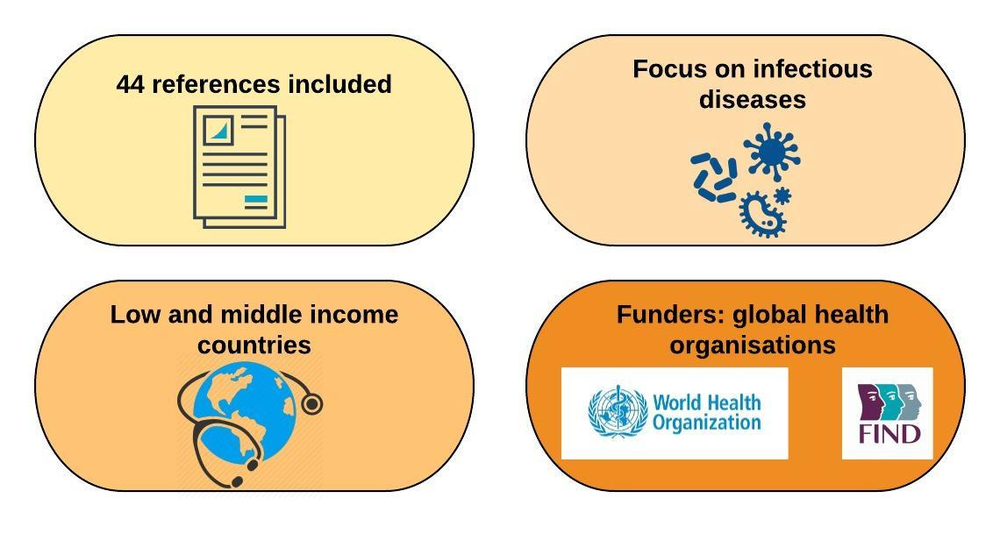 44 references included
Focus on infectious
diseases
Low and middle income
countries
Funders: global health
organisations
World Health
Organization
FIND